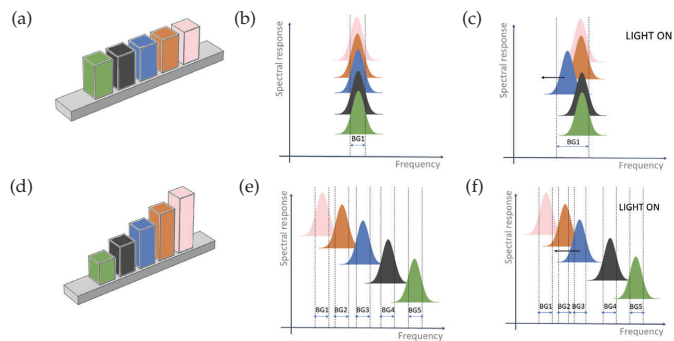 (a)
(b)
Spectral response
BG1
Frequency
(c)
Spectral response
LIGHT ON
BG1
Frequency
(d)
(e)
Spectral response
BG1 BG2 BG3 BG4 BG5
Frequency
(f)
Spectral response
LIGHT ON
BG1 BG2 BG3 BG4 BG5
Frequency